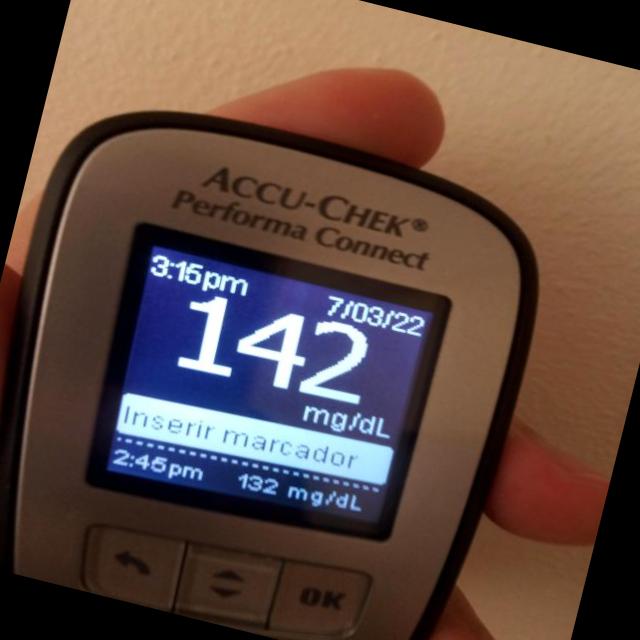 ACCU-CHEK®
Performa Connect
3:15pm
7/03/22
142
mg/dL
Inserir marcador
2:45pm 132 mg/dL
OK